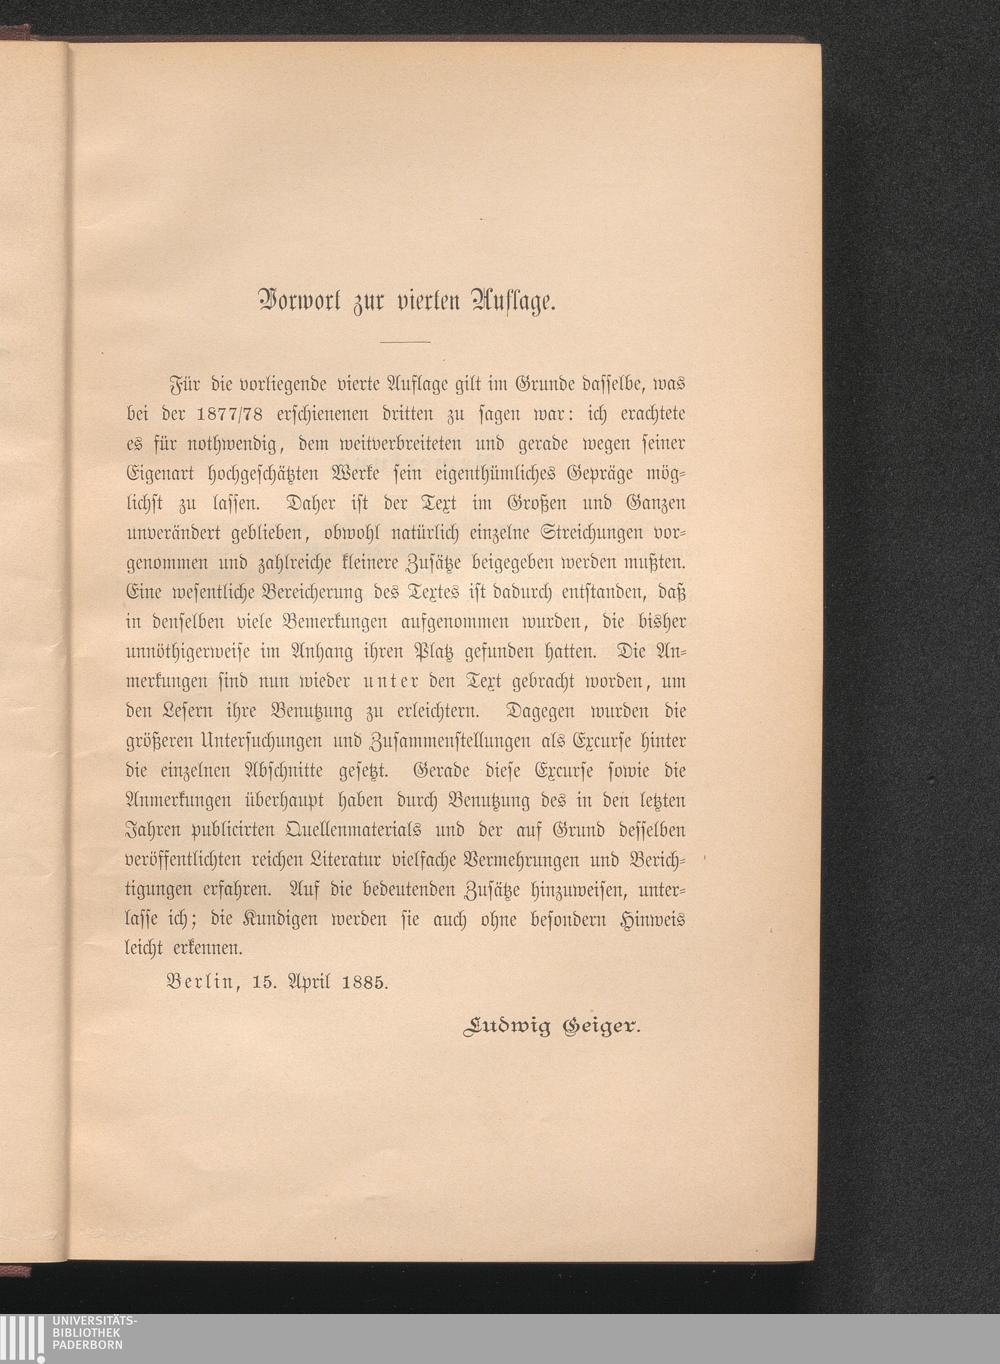 Vorwort zur vierten Auflage.
Für die vorliegende vierte Auflage gilt im Grunde dasselbe, was
bei der 1877/78 erschienenen dritten zu sagen war: ich erachtete
es für nothwendig, dem weitverbreiteten und gerade wegen seiner
Eigenart hochgeschätzten Werke sein eigenthümliches Gepräge mög-
lichst zu lassen. Daher ist der Text im Großen und Ganzen
unverändert geblieben, obwohl natürlich einzelne Streichungen vor-
genommen und zahlreiche kleinere Zusätze beigegeben werden mußten.
Eine wesentliche Bereicherung des Textes ist dadurch entstanden, daß
in denselben viele Bemerkungen aufgenommen wurden, die bisher
unnöthigerweise im Anhang ihren Platz gefunden hatten. Die An-
merkungen sind nun wieder unter den Text gebracht worden, um
den Lesern ihre Benutzung zu erleichtern. Dagegen wurden die
größeren Untersuchungen und Zusammenstellungen als Excurse hinter
die einzelnen Abschnitte gesetzt. Gerade diese Excurse sowie die
Anmerkungen überhaupt haben durch Benutzung des in den letzten
Jahren publicirten Quellenmaterials und der auf Grund desselben
veröffentlichten reichen Literatur vielfache Vermehrungen und Berich-
tigungen erfahren. Auf die bedeutenden Zusätze hinzuweisen, unter-
lasse ich; die Kundigen werden sie auch ohne besondern Hinweis
leicht erkennen.
Berlin, 15. April 1885.
Ludwig Geiger.
UNIVERSITÄTS-
BIBLIOTHEK
PADERBORN